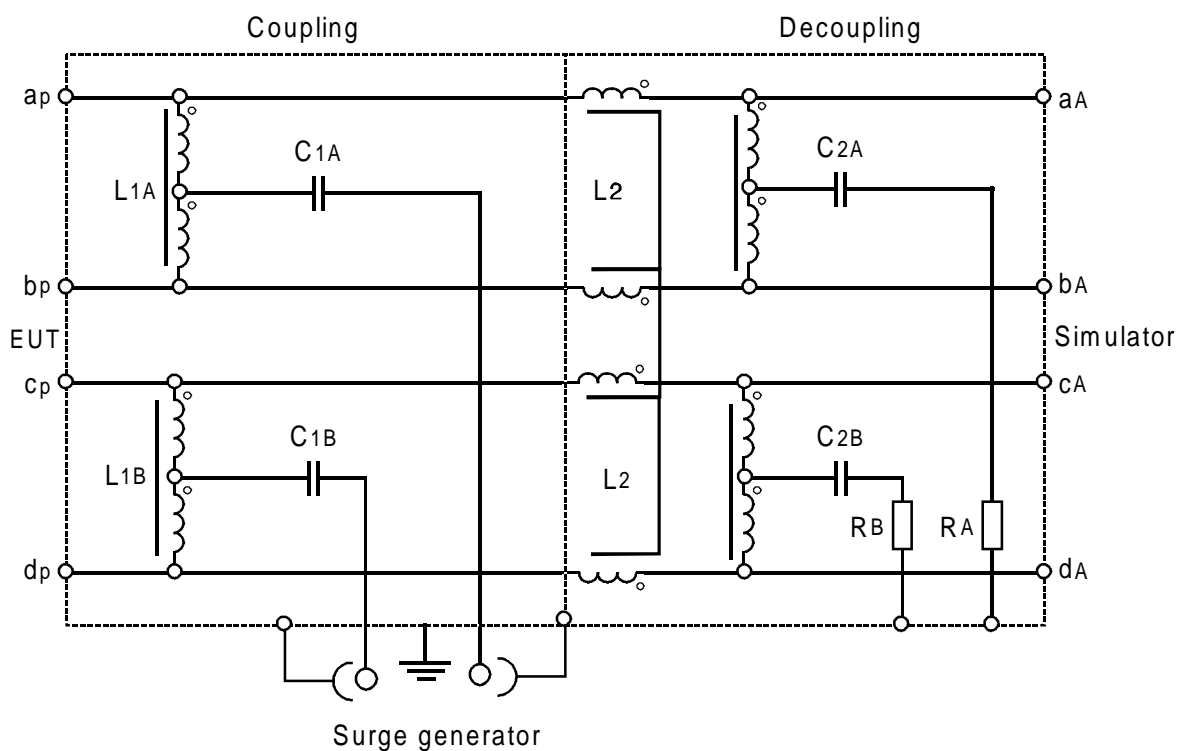 Coupling Decoupling
ap aA
C1A C2A
L1A L2
bp bA
EUT Simulator
cp cA
C1B C2B
L1B L2
RB RA
dp dA
Surge generator